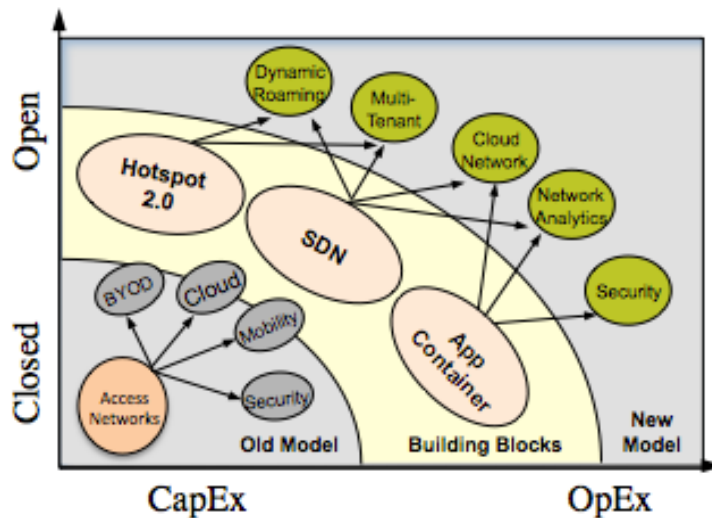 Open
Closed
Dynamic
Roaming
Multi-
Tenant
Cloud
Network
Network
Analytics
Security
Hotspot
2.0
SDN
App
Container
BYOD
Cloud
Mobility
Security
Access
Networks
Old Model
Building Blocks
New
Model
CapEx
OpEx